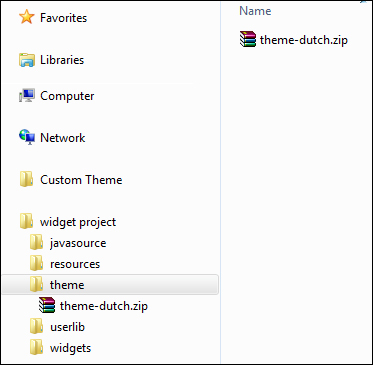 Favorites
Libraries
Computer
Network
Custom Theme
widget project
javasource
resources
theme
theme-dutch.zip
userlib
widgets
Name
theme-dutch.zip